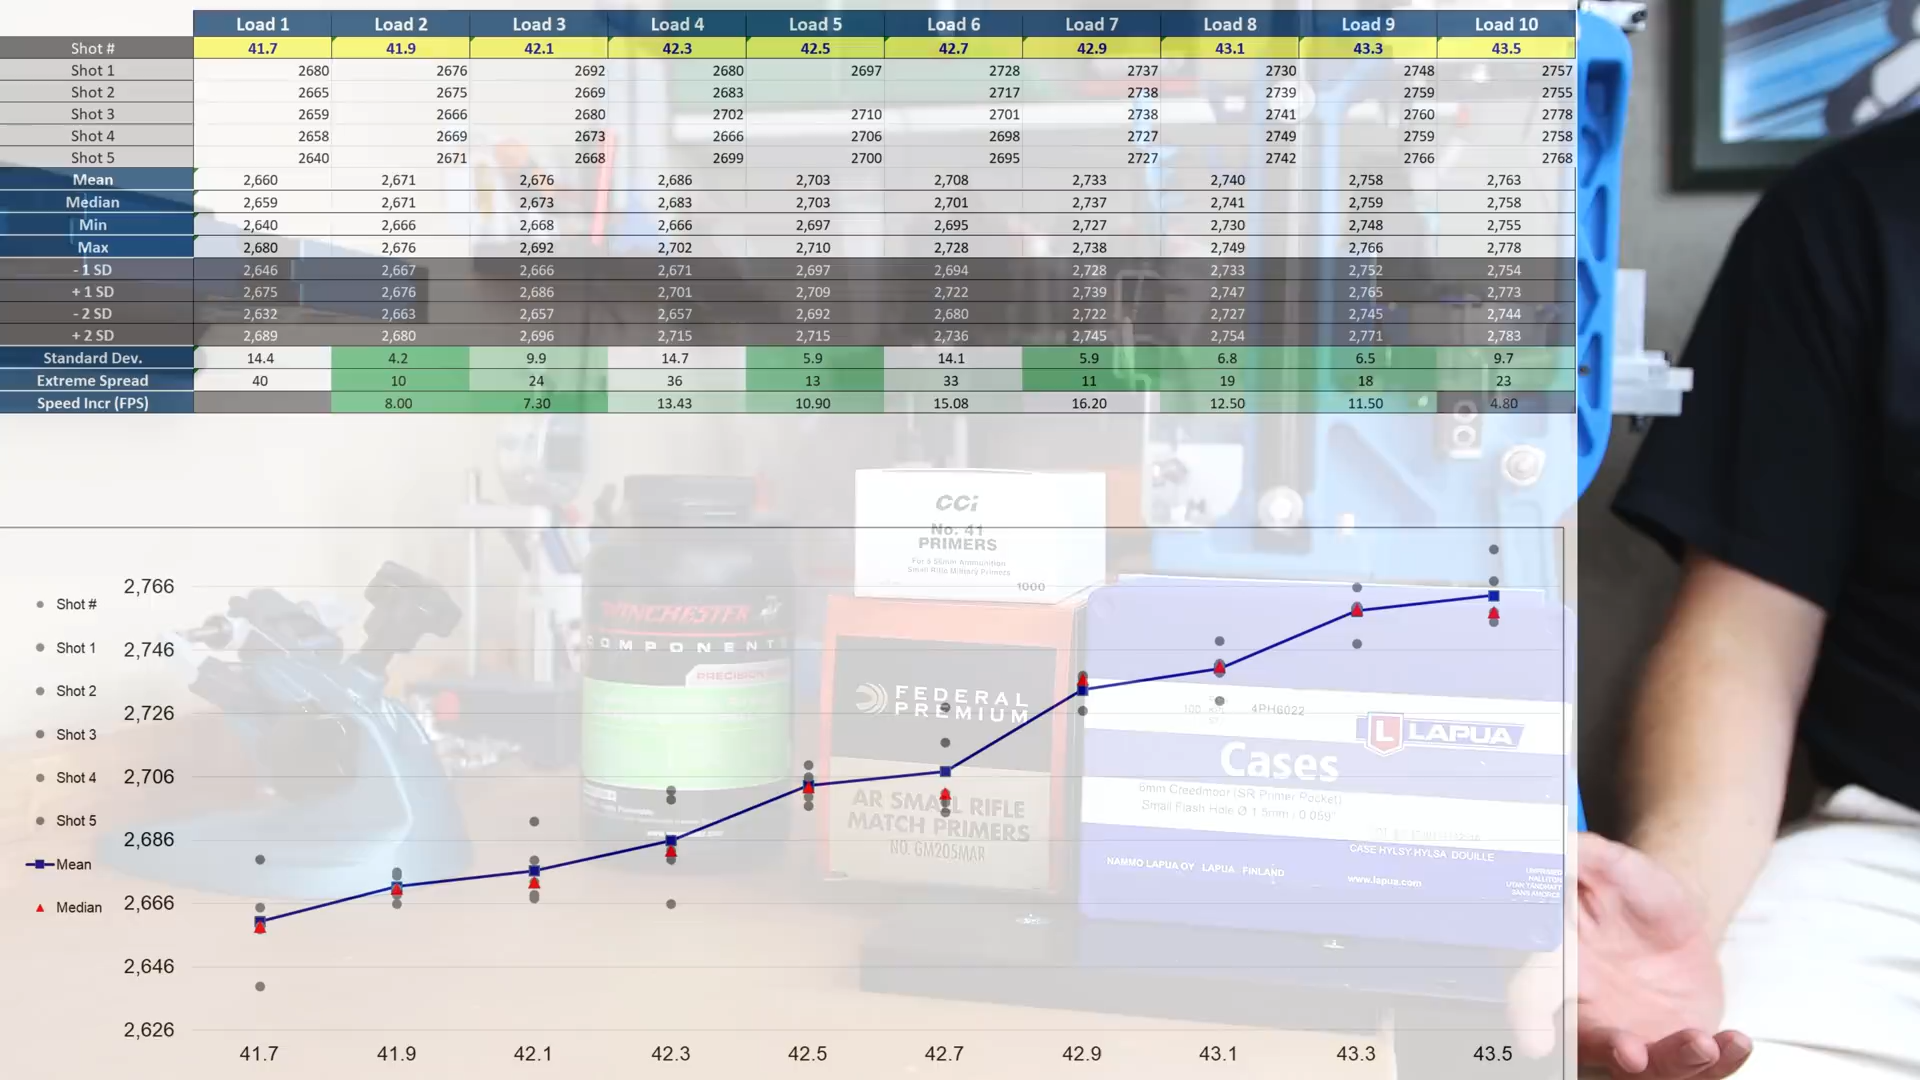 Load 1 Load 2 Load 3 Load 4 Load 5 Load 6 Load 7 Load 8 Load 9 Load 10
Shot # 41.7 41.9 42.1 42.3 42.5 42.7 42.9 43.1 43.3 43.5
Shot 1 2680 2676 2692 2680 2697 2728 2737 2730 2748 2757
Shot 2 2665 2675 2669 2683 2717 2738 2739 2759 2755
Shot 3 2659 2666 2680 2702 2710 2701 2738 2741 2760 2778
Shot 4 2658 2669 2673 2666 2706 2698 2727 2749 2759 2758
Shot 5 2640 2671 2668 2699 2700 2695 2727 2742 2766 2768
Mean 2,660 2,671 2,676 2,686 2,703 2,708 2,733 2,740 2,758 2,763
Median 2,659 2,671 2,673 2,683 2,703 2,701 2,737 2,741 2,759 2,758
Min 2,640 2,666 2,668 2,666 2,697 2,695 2,727 2,730 2,748 2,755
Max 2,680 2,676 2,692 2,702 2,710 2,728 2,738 2,749 2,766 2,778
- 1 SD 2,646 2,667 2,666 2,671 2,697 2,694 2,728 2,733 2,752 2,754
+ 1 SD 2,675 2,676 2,686 2,701 2,709 2,722 2,739 2,747 2,765 2,773
- 2 SD 2,632 2,663 2,657 2,657 2,692 2,680 2,722 2,727 2,745 2,744
+ 2 SD 2,689 2,680 2,696 2,715 2,715 2,736 2,745 2,754 2,771 2,783
Standard Dev. 14.4 4.2 9.9 14.7 5.9 14.1 5.9 6.8 6.5 9.7
Extreme Spread 40 10 24 36 13 33 11 19 18 23
Speed Incr (FPS) 8.00 7.30 13.43 10.90 15.08 16.20 12.50 11.50 4.80
CCi
No. 41
PRIMERS
For 5.56mm Ammunition
Small Rifle Military Primers
1000
2,766
2,746
2,726
2,706
2,686
2,666
2,646
2,626
Shot #
Shot 1
Shot 2
Shot 3
Shot 4
Shot 5
Mean
Median
WINCHESTER
COMPONENT
PRECISION
FEDERAL
PREMIUM
AR SMALL RIFLE
MATCH PRIMERS
NO. GM205MAR
4PH6022
LAPUA
Cases
6mm Creedmoor (SR Primer Pocket)
Small Flash Hole Ø 1.5mm / 0.059"
CASE HYLSY HYLSA DOUILLE
NAMMO LAPUA OY LAPUA FINLAND
www.lapua.com
41.7 41.9 42.1 42.3 42.5 42.7 42.9 43.1 43.3 43.5